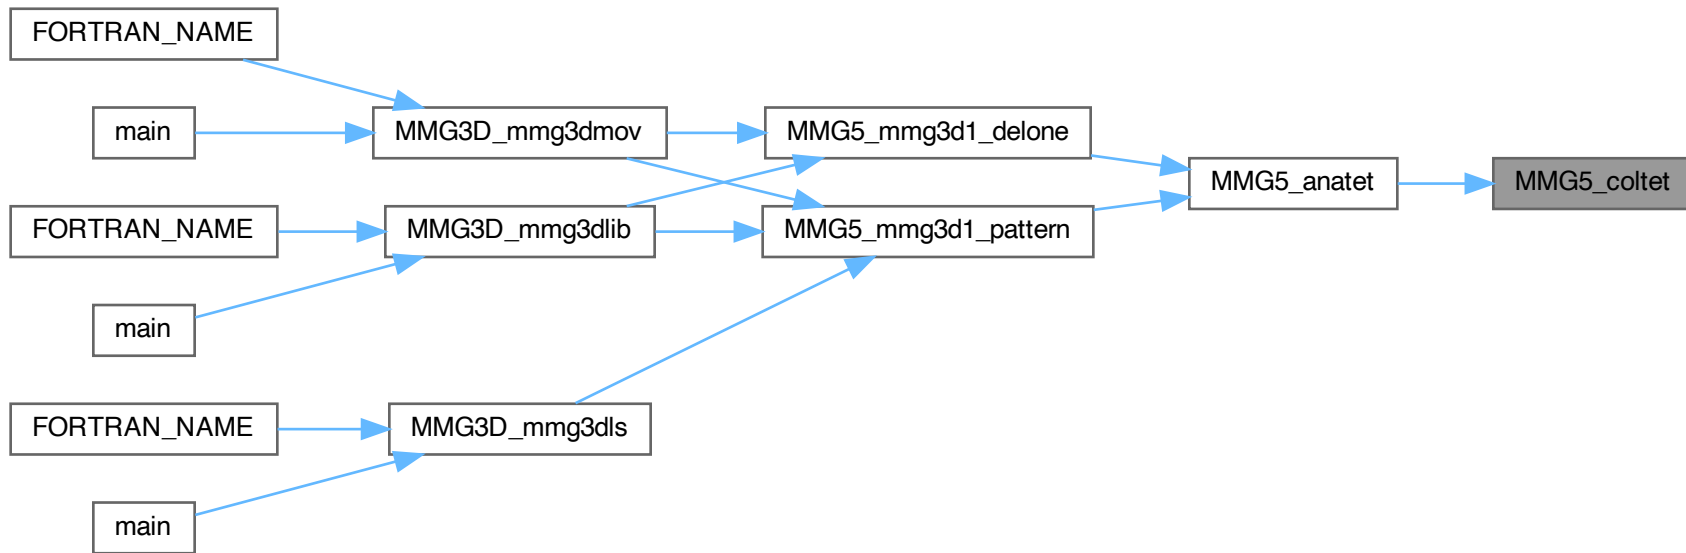 FORTRAN_NAME
main
MMG3D_mmg3dmov
MMG5_mmg3d1_delone
MMG5_anatet
MMG5_coltet
FORTRAN_NAME
MMG3D_mmg3dlib
MMG5_mmg3d1_pattern
main
FORTRAN_NAME
MMG3D_mmg3dls
main